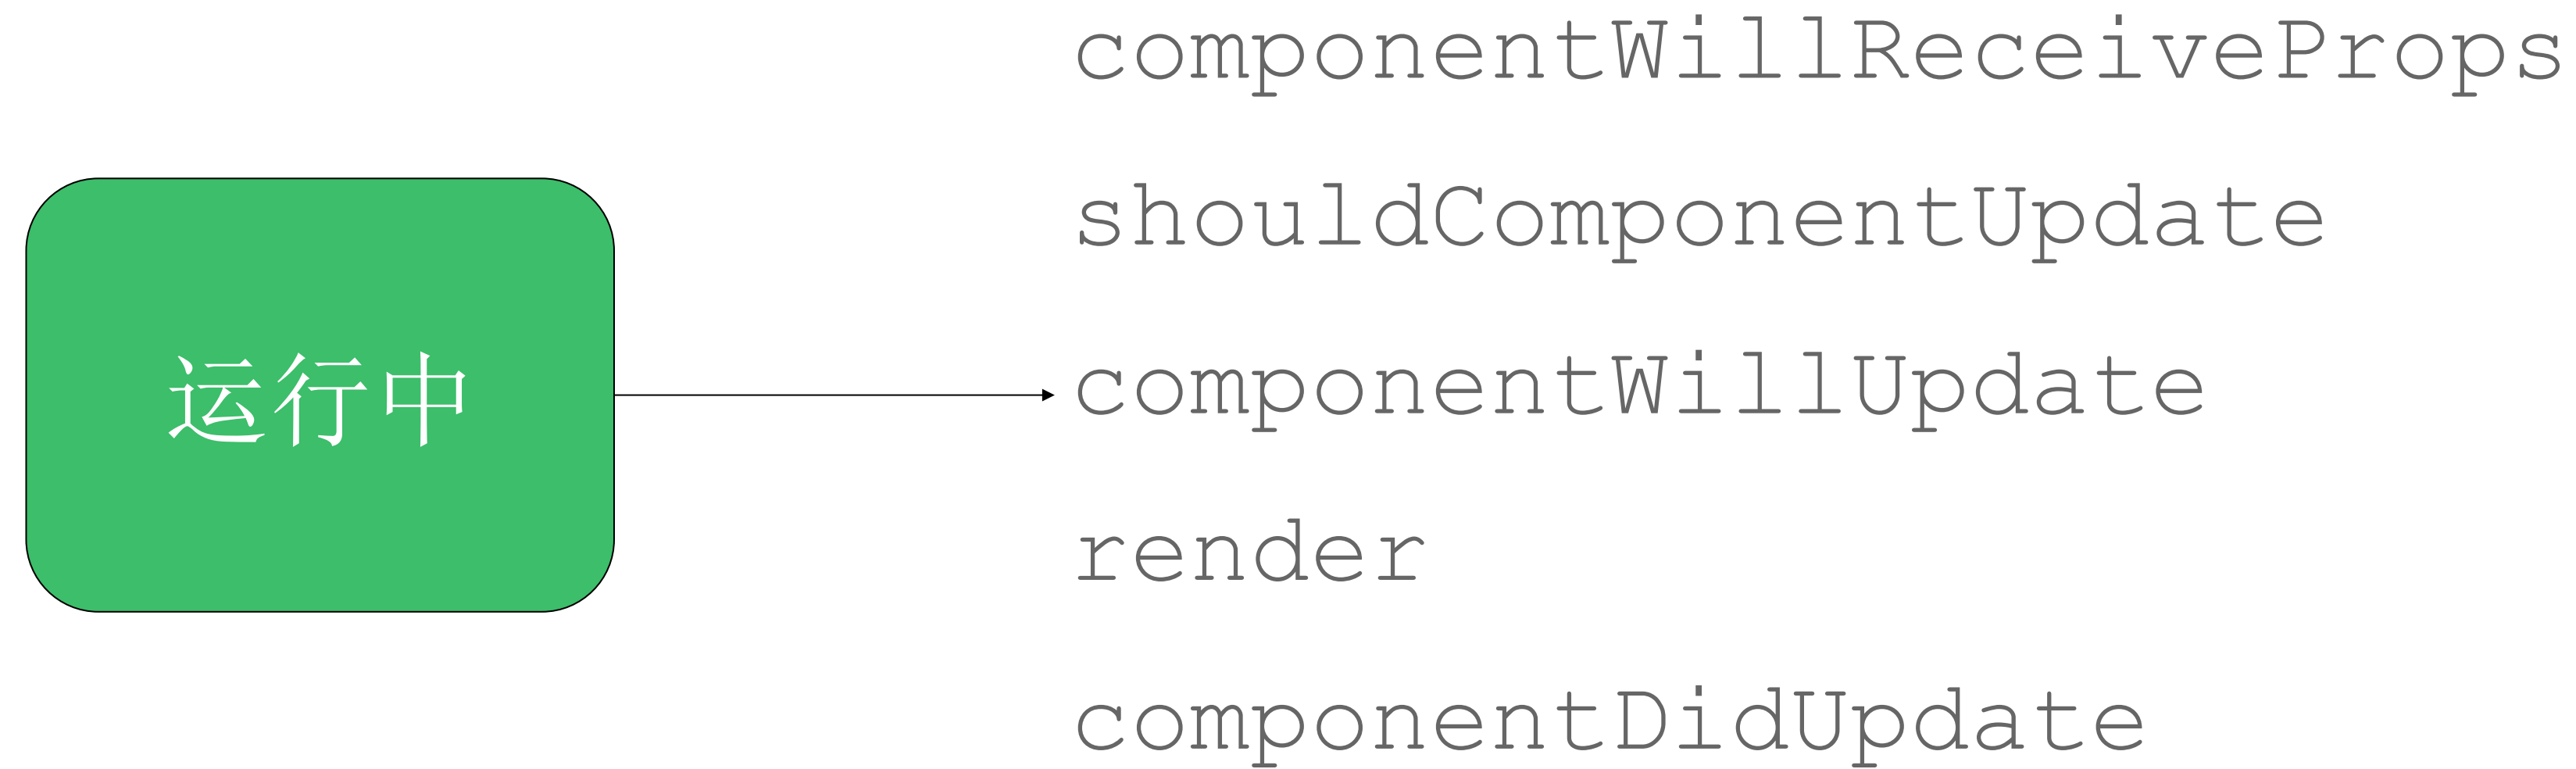 运行中
componentWillReceiveProps
shouldComponentUpdate
componentWillUpdate
render
componentDidUpdate